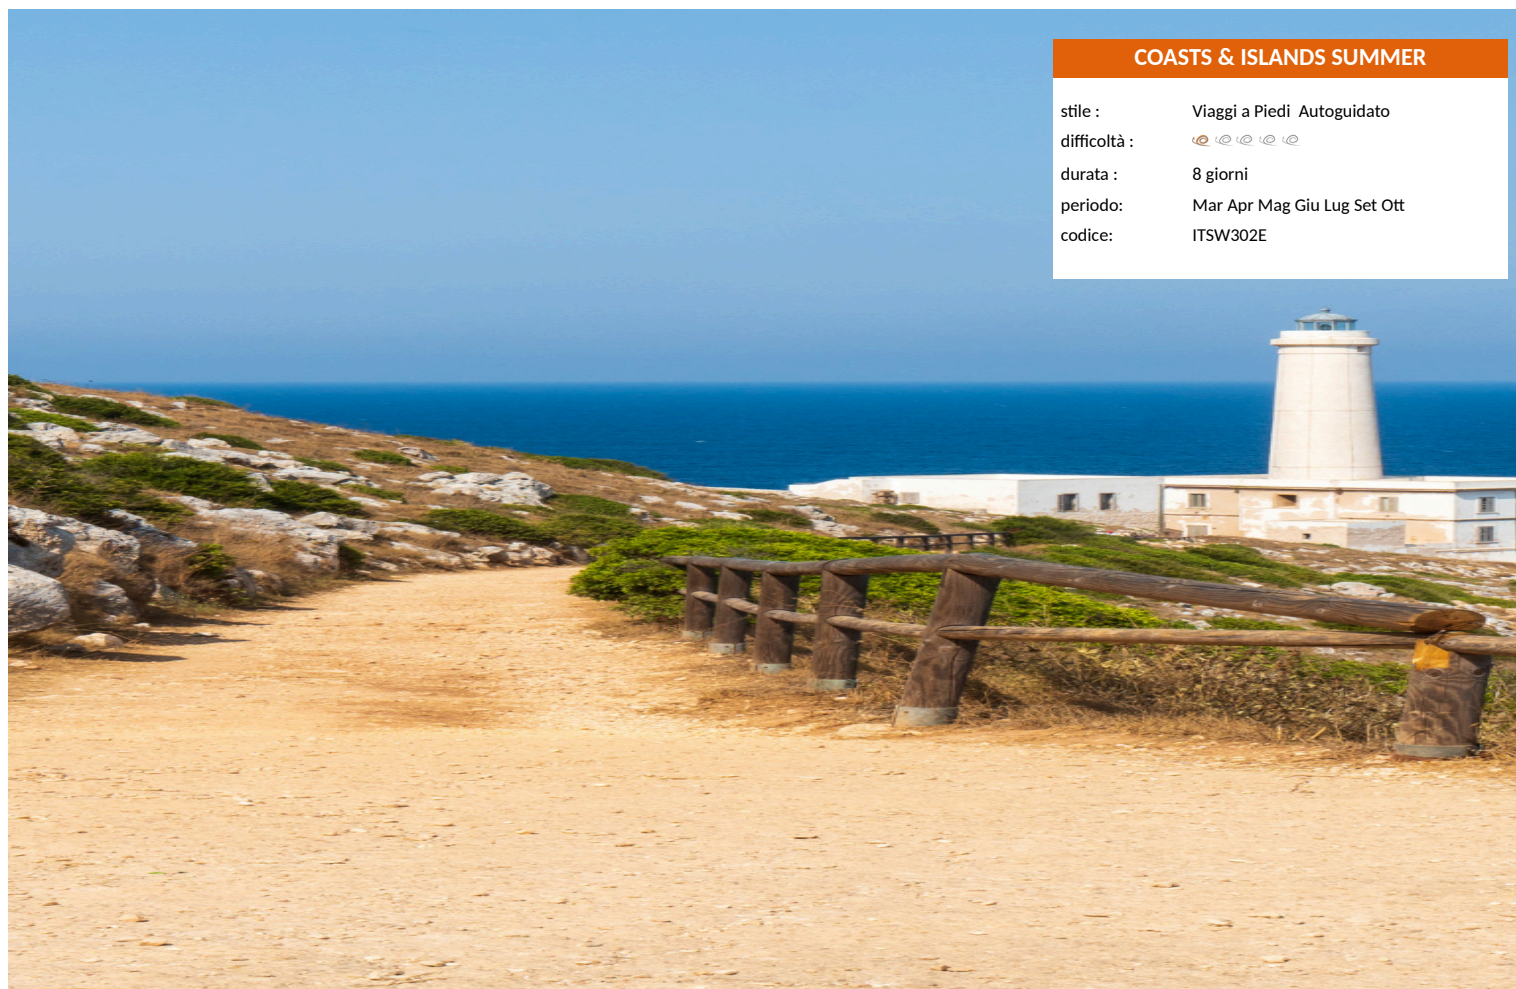 COASTS & ISLANDS SUMMER
stile : Viaggi a Piedi Autoguidato
difficoltà :
durata : 8 giorni
periodo: Mar Apr Mag Giu Lug Set Ott
codice: ITSW302E